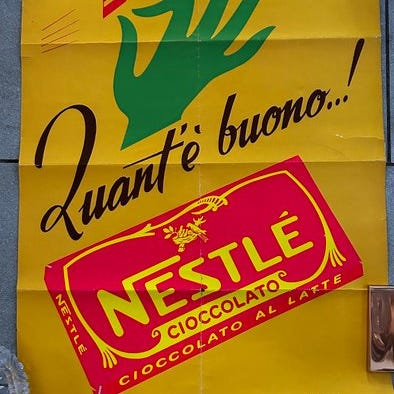 Quant'è buono...!
NESTLÉ
CIOCCOLATO
CIOCCOLATO AL LATTE
NESTLÉ